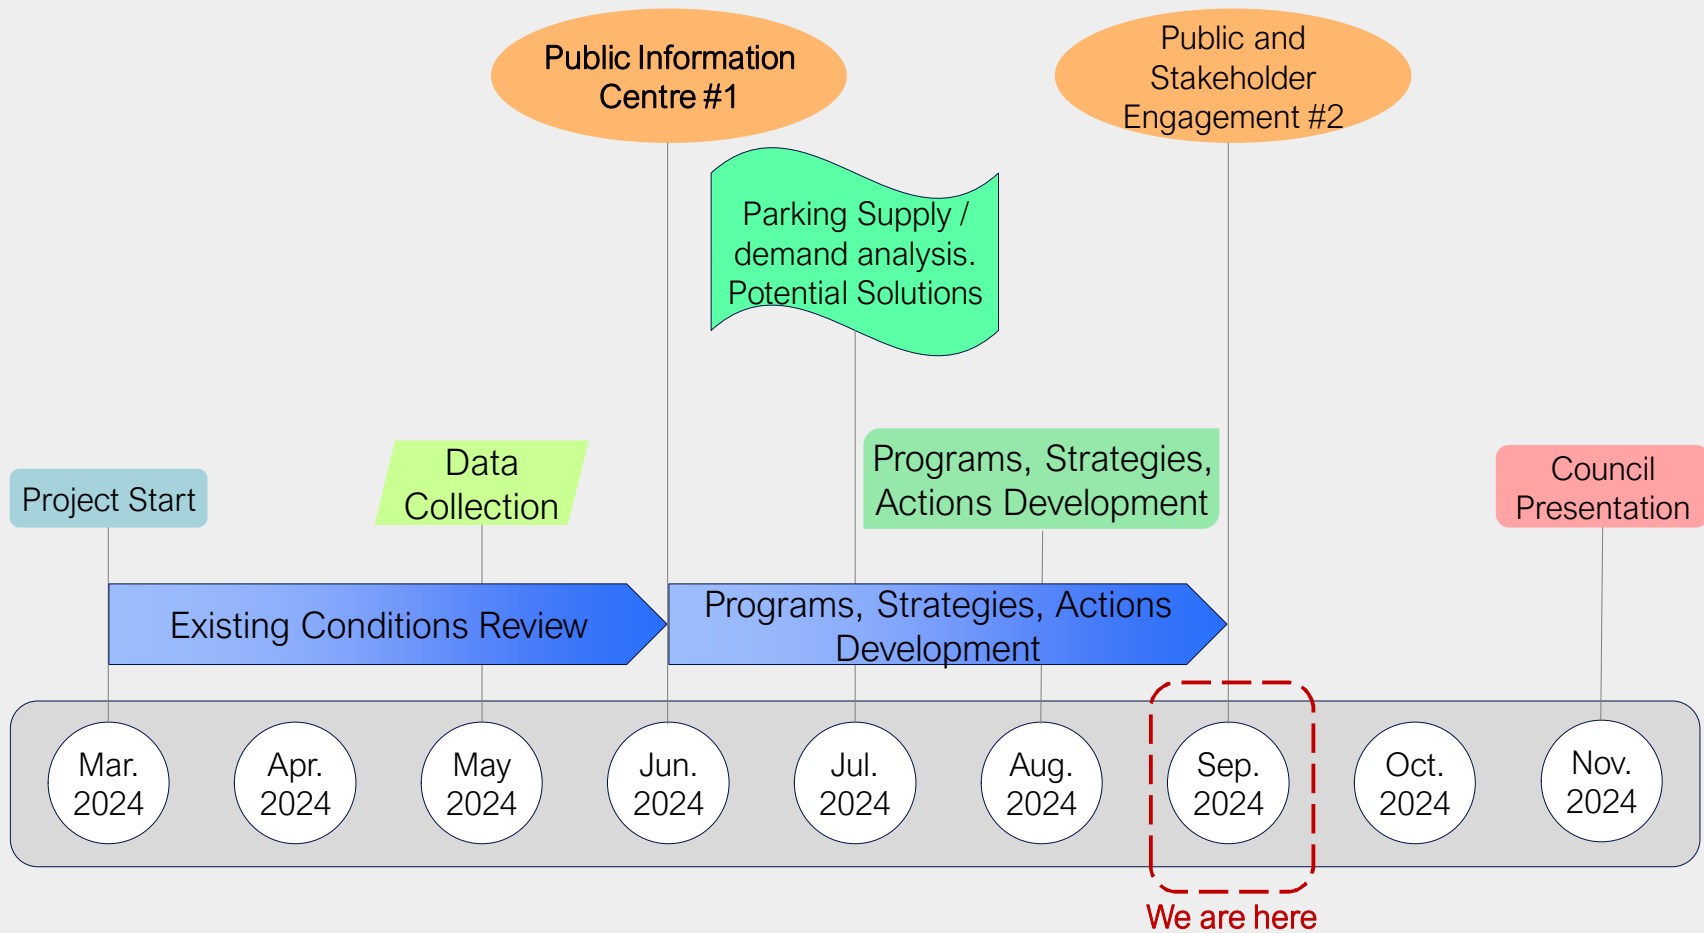 Public Information
Centre #1
Public and
Stakeholder
Engagement #2
Parking Supply /
demand analysis.
Potential Solutions
Project Start
Data
Collection
Programs, Strategies,
Actions Development
Council
Presentation
Existing Conditions Review
Programs, Strategies, Actions
Development
Mar.
2024
Apr.
2024
May
2024
Jun.
2024
Jul.
2024
Aug.
2024
Sep.
2024
Oct.
2024
Nov.
2024
We are here